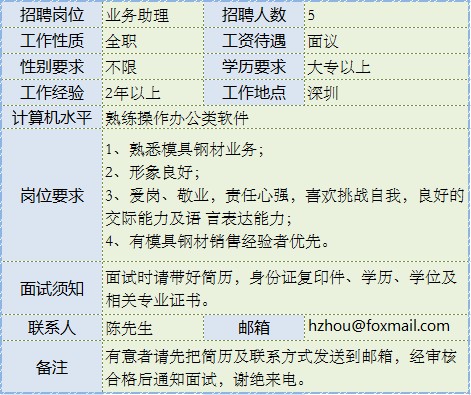 招聘岗位 业务助理 招聘人数 5
工作性质 全职 工资待遇 面议
性别要求 不限 学历要求 大专以上
工作经验 2年以上 工作地点 深圳
计算机水平 熟练操作办公类软件
岗位要求
1、熟悉模具钢材业务；
2、形象良好；
3、爱岗、敬业，责任心强，喜欢挑战自我，良好的
交际能力及语 言表达能力；
4、有模具钢材销售经验者优先。
面试须知
面试时请带好简历，身份证复印件、学历、学位及
相关专业证书。
联系人 陈先生 邮箱 hzhou@foxmail.com
备注
有意者请先把简历及联系方式发送到邮箱，经审核
合格后通知面试，谢绝来电。